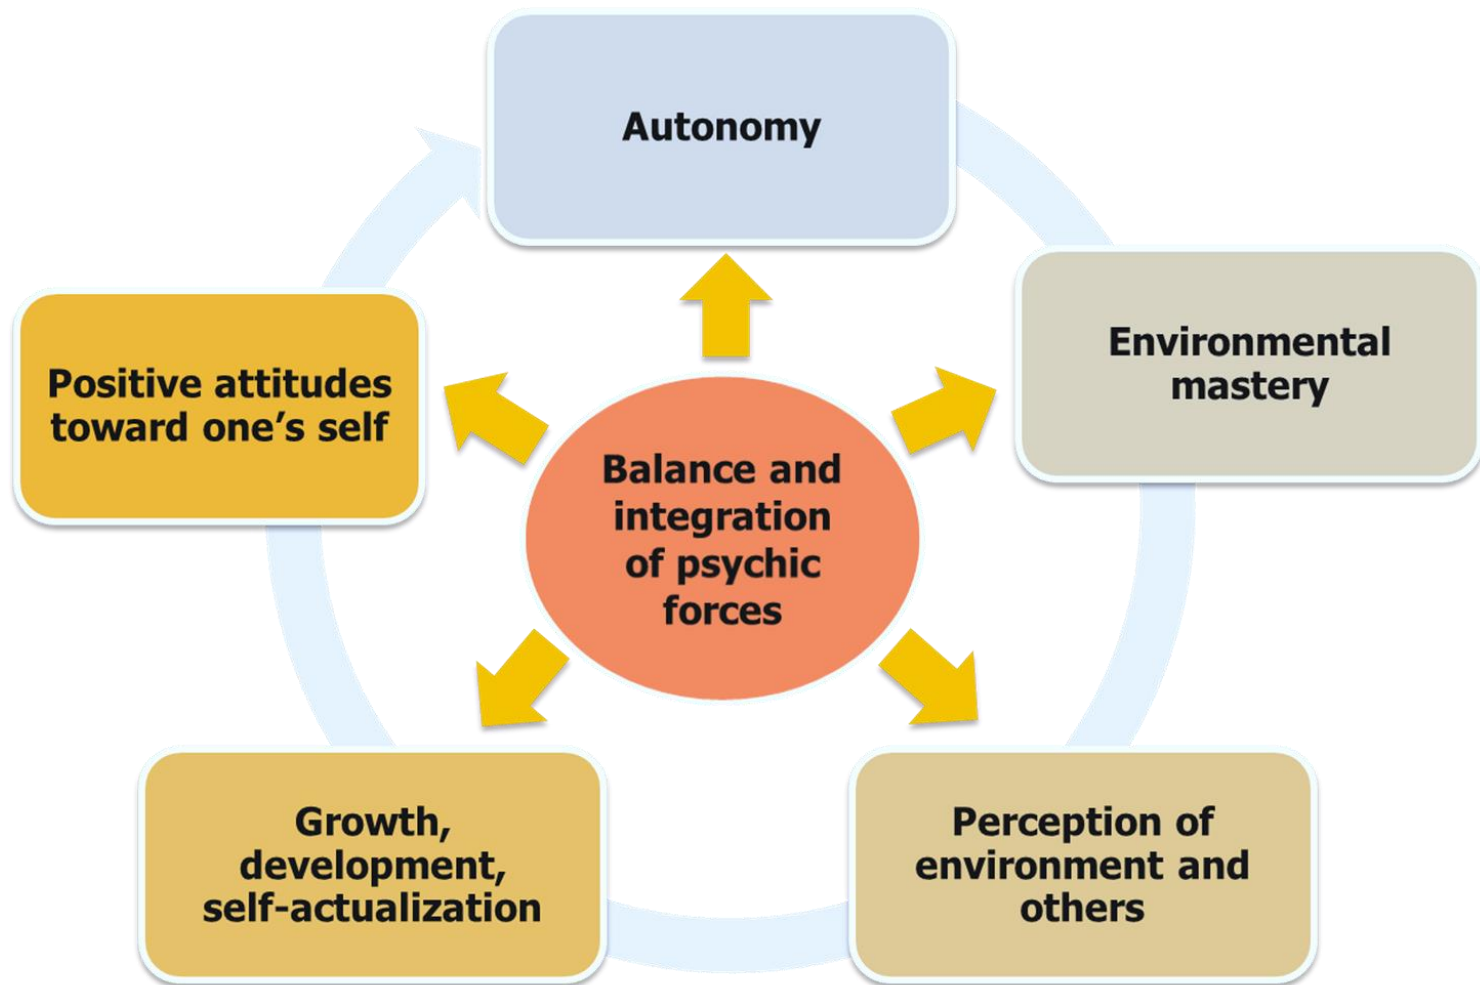 Autonomy
Environmental
mastery
Positive attitudes
toward one’s self
Balance and
integration
of psychic
forces
Growth,
development,
self-actualization
Perception of
environment and
others